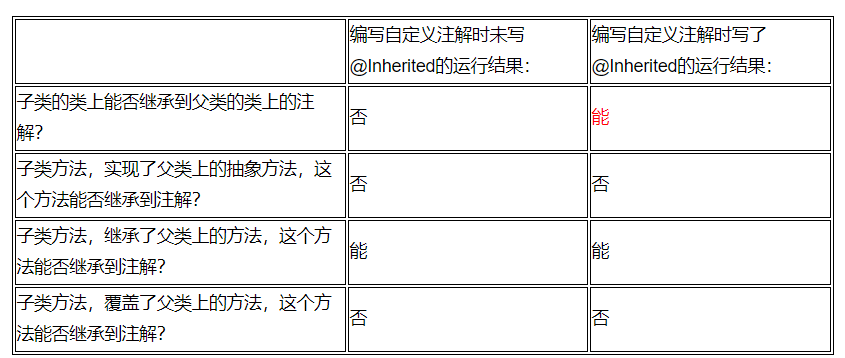 编写自定义注解时未写
@Inherited的运行结果：
编写自定义注解时写了
@Inherited的运行结果：
子类的类上能否继承到父类的类上的注
解？
否
能
子类方法，实现了父类上的抽象方法，这
个方法能否继承到注解？
否
否
子类方法，继承了父类上的方法，这个方
法能否继承到注解？
能
能
子类方法，覆盖了父类上的方法，这个方
法能否继承到注解？
否
否